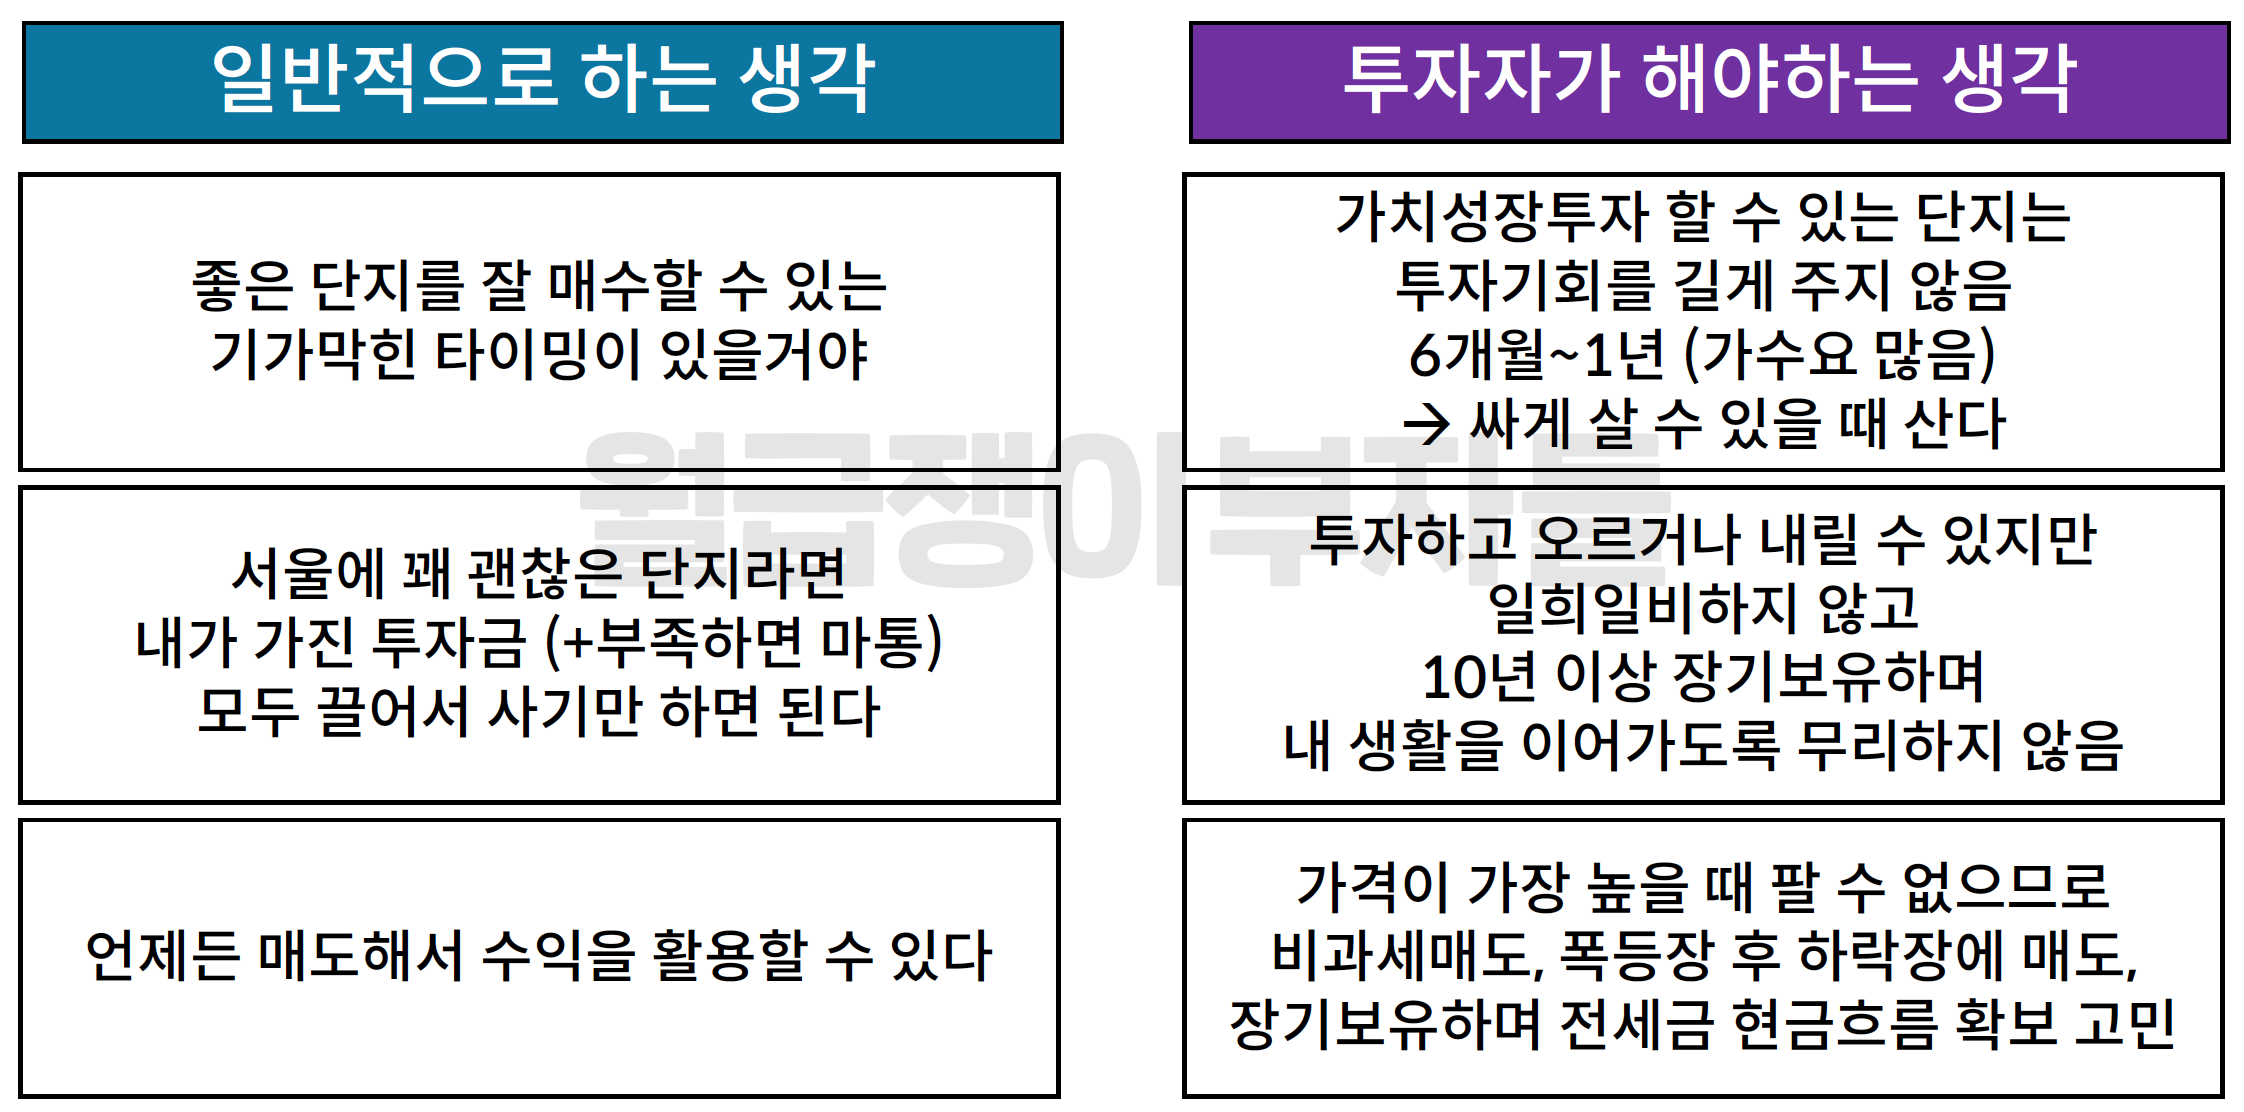 일반적으로 하는 생각
투자자가 해야하는 생각
좋은 단지를 잘 매수할 수 있는
기가막힌 타이밍이 있을거야
가치성장투자 할 수 있는 단지는
투자기회를 길게 주지 않음
6개월~1년 (가수요 많음)
→ 싸게 살 수 있을 때 산다
월급쟁이부자들
서울에 꽤 괜찮은 단지라면
내가 가진 투자금 (+부족하면 마통)
모두 끌어서 사기만 하면 된다
투자하고 오르거나 내릴 수 있지만
일희일비하지 않고
10년 이상 장기보유하며
내 생활을 이어가도록 무리하지 않음
언제든 매도해서 수익을 활용할 수 있다
가격이 가장 높을 때 팔 수 없으므로
비과세매도, 폭등장 후 하락장에 매도,
장기보유하며 전세금 현금흐름 확보 고민